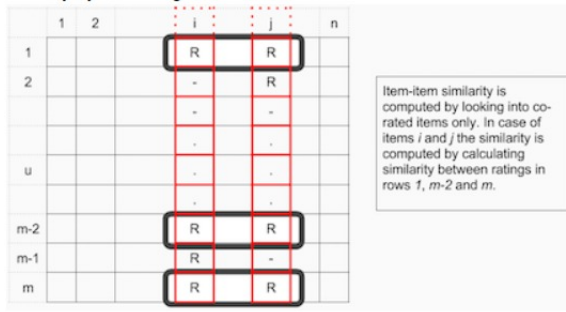 1 2 i j n
1 R R
2 - R
- -
. .
u . .
. .
m-2 R R
m-1 R -
m R R
Item-item similarity is
computed by looking into co-
rated items only. In case of
items i and j the similarity is
computed by calculating
similarity between ratings in
rows 1, m-2 and m.